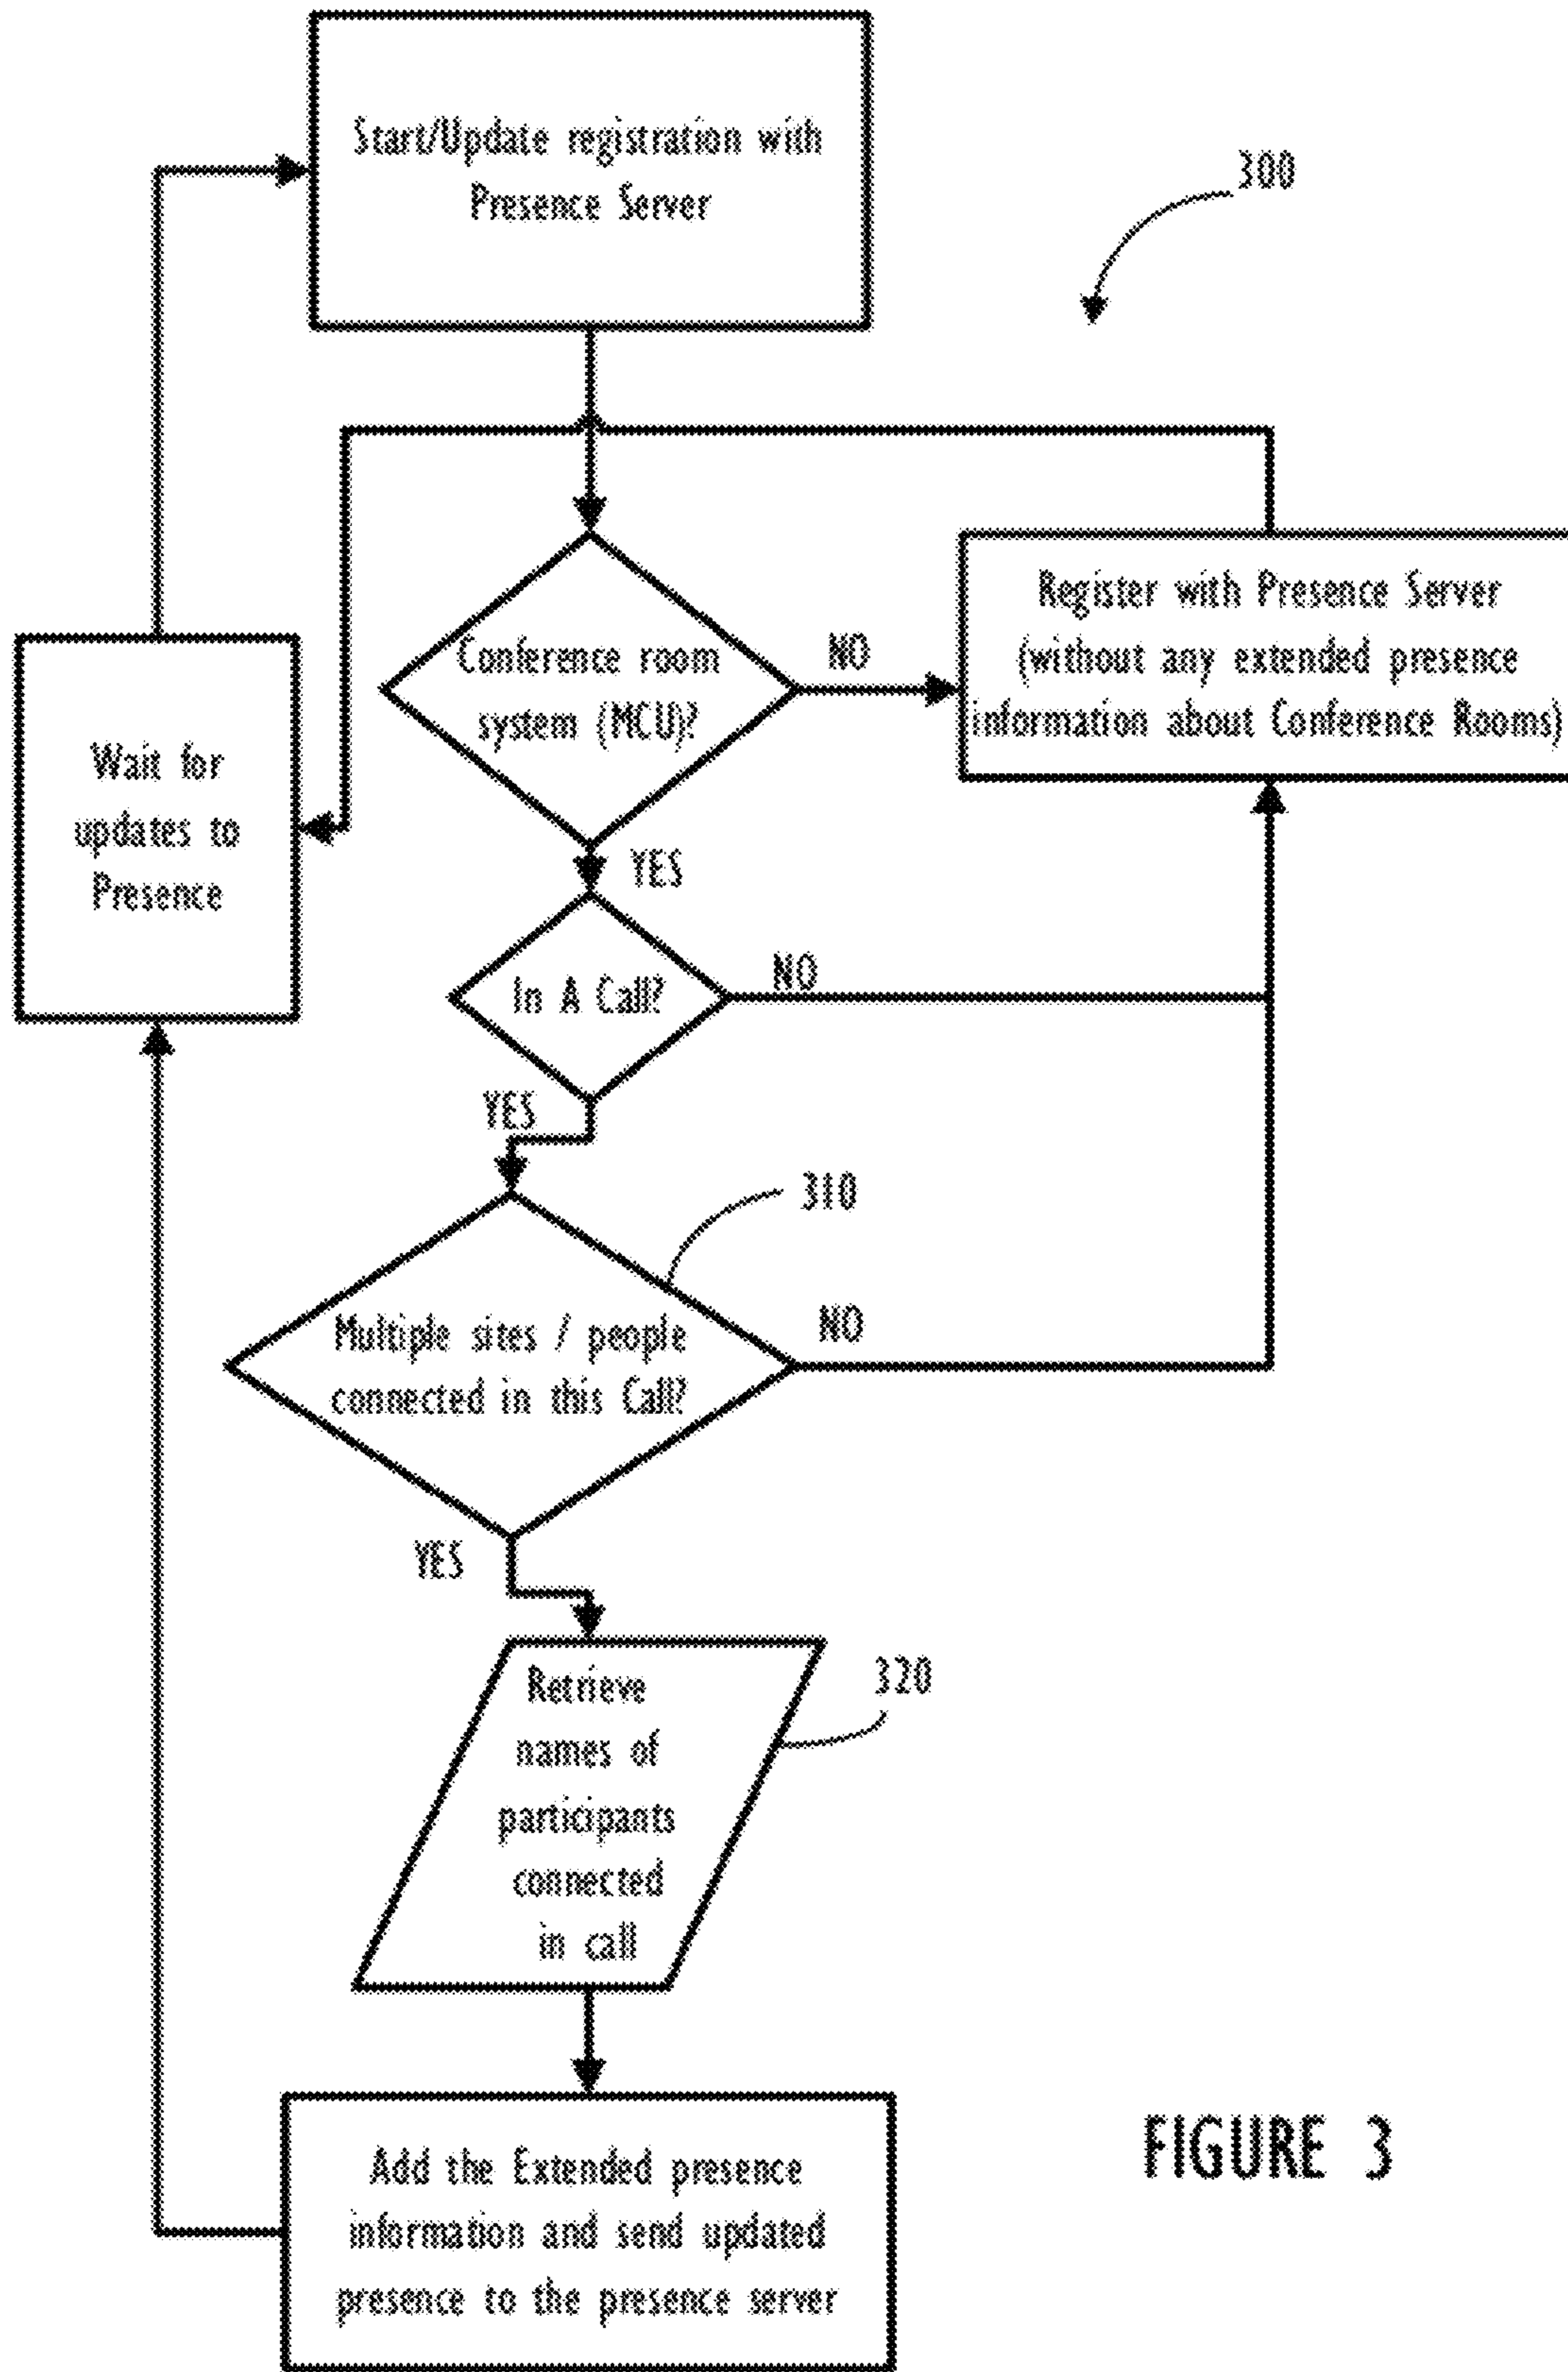 Start/Update registration with
Presence Server
300
Conference room
system (MCU)?
NO
Register with Presence Server
(without any extended presence
information about Conference Rooms)
Wait for
updates to
Presence
YES
In A Call?
NO
YES
310
Multiple sites / people
connected in this Call?
NO
YES
Retrieve
names of
participants
connected
in call
320
Add the Extended presence
information and send updated
presence to the presence server
FIGURE 3